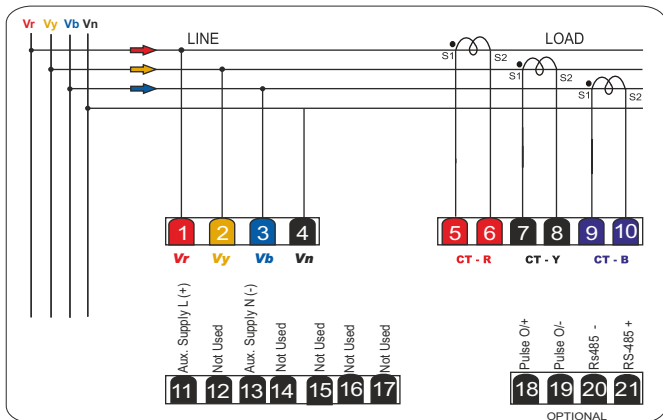 Vr Vy Vb Vn
LINE
LOAD
S1 S2
S1 S2
S1 S2
1 2 3 4
Vr Vy Vb Vn
5 6 7 8 9 10
CT - R CT - Y CT - B
Aux. Supply L (+)
Not Used
Aux. Supply N (-)
Not Used
Not Used
Not Used
Not Used
11 12 13 14 15 16 17
Pulse O/+
Pulse O/-
Rs485 -
RS-485 +
18 19 20 21
OPTIONAL